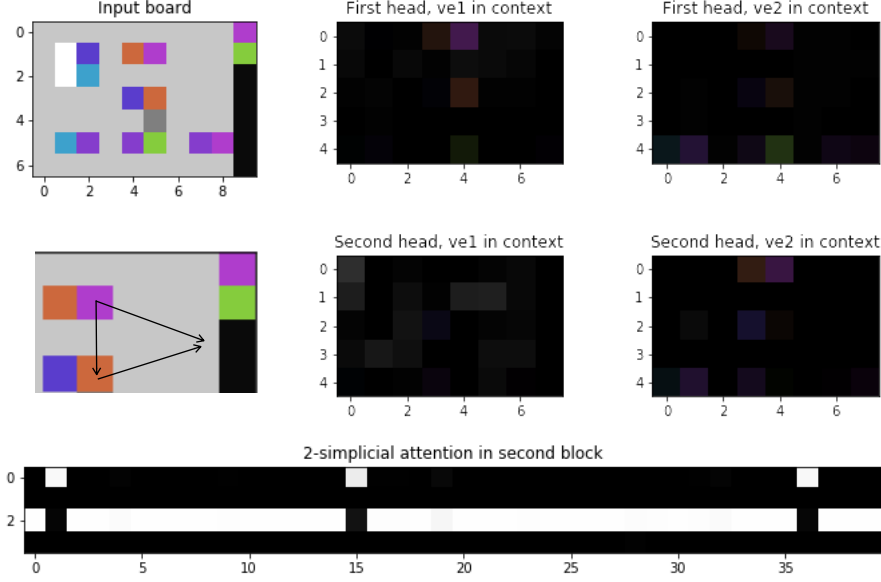 Input board
First head, ve1 in context
First head, ve2 in context
0
2
4
6
0 2 4 6 8
0
1
2
3
4
0 2 4 6
0
1
2
3
4
0 2 4 6
Second head, ve1 in context
Second head, ve2 in context
0
1
2
3
4
0 2 4 6
0
1
2
3
4
0 2 4 6
2-simplicial attention in second block
0
2
0 5 10 15 20 25 30 35